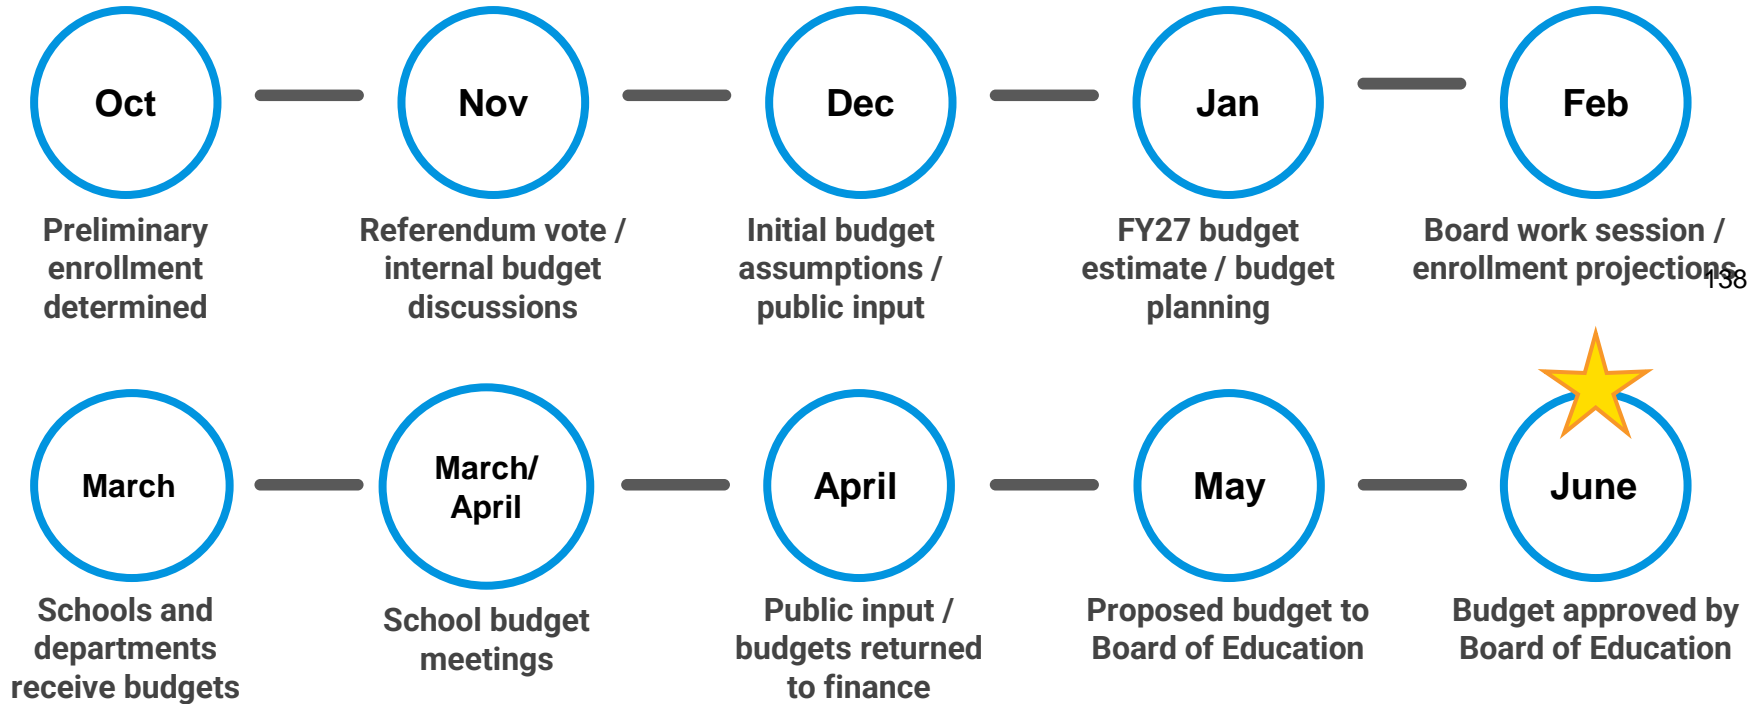 Oct
Nov
Dec
Jan
Feb
Preliminary
enrollment
determined
Referendum vote /
internal budget
discussions
Initial budget
assumptions /
public input
FY27 budget
estimate / budget
planning
Board work session /
enrollment projections
138
March
March/
April
April
May
June
Schools and
departments
receive budgets
School budget
meetings
Public input /
budgets returned
to finance
Proposed budget to
Board of Education
Budget approved by
Board of Education